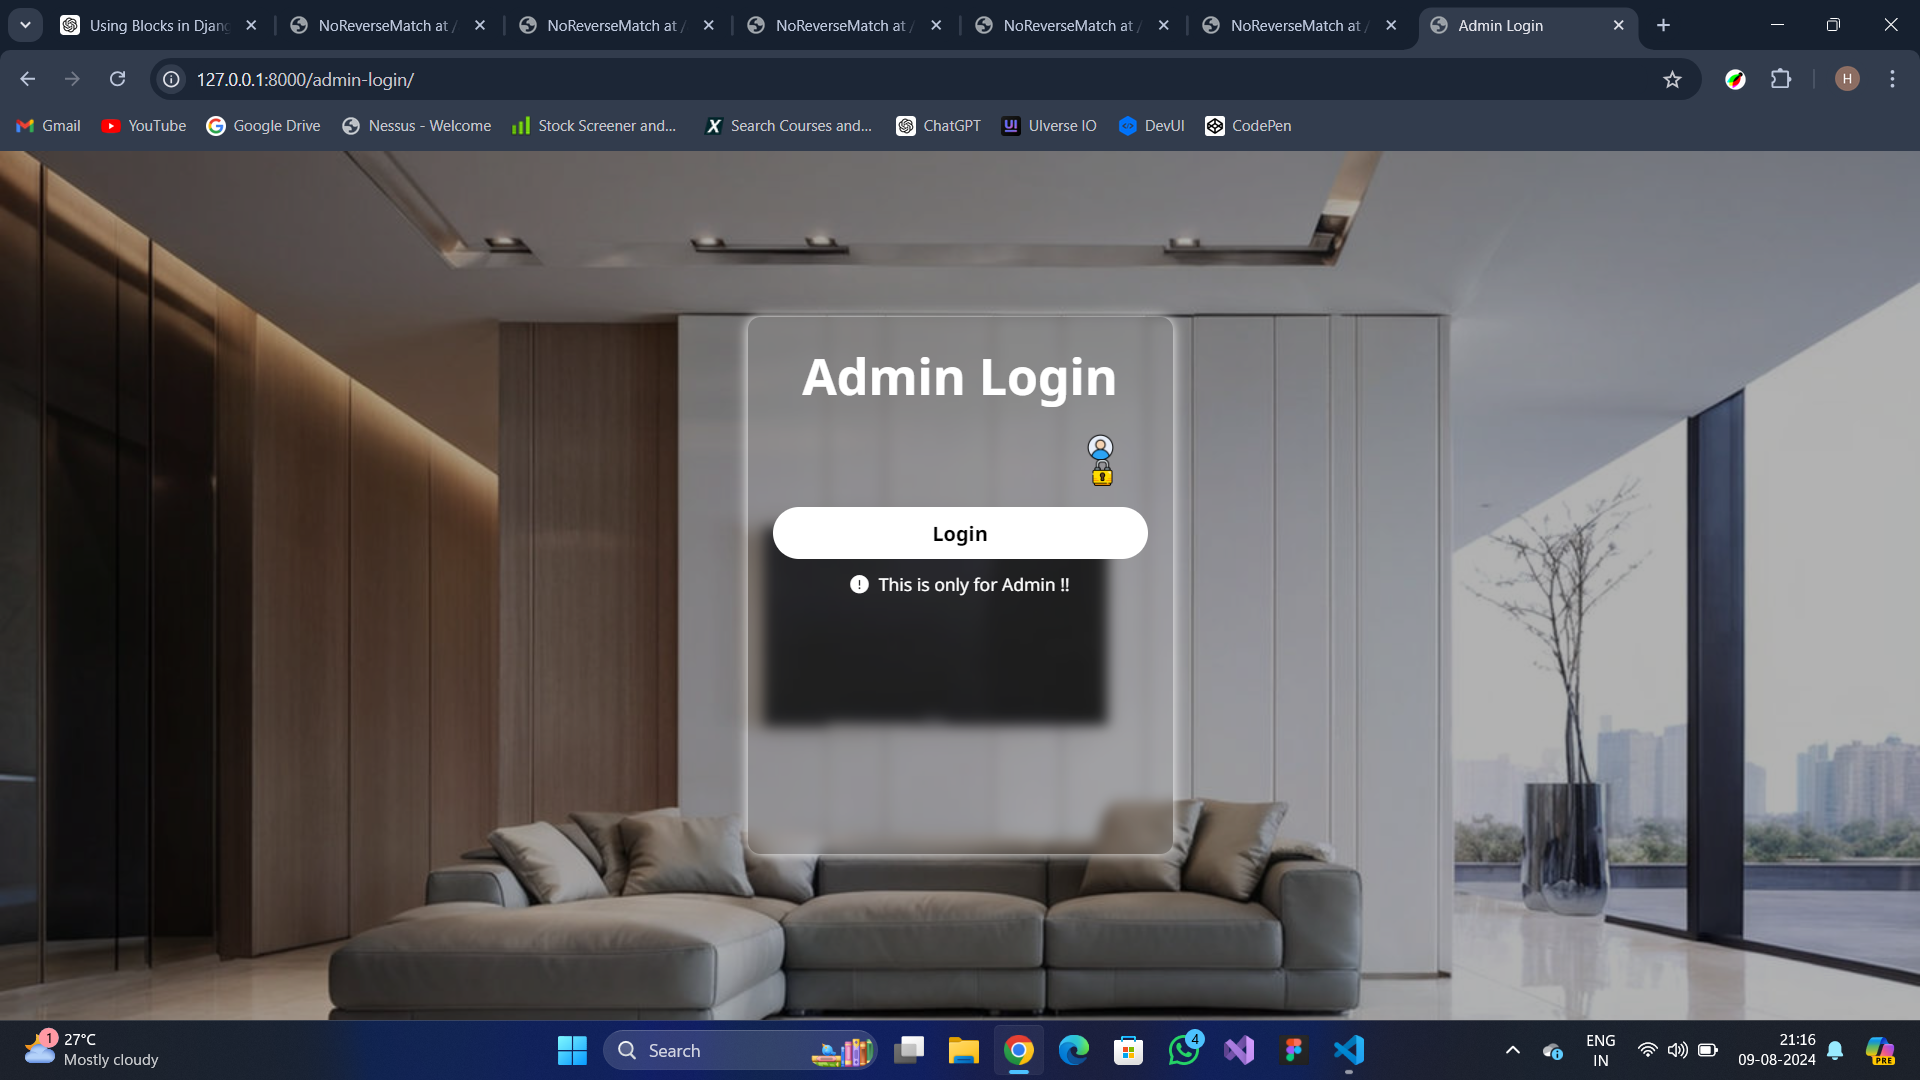 Using Blocks in Djang
NoReverseMatch at /
NoReverseMatch at /
NoReverseMatch at /
NoReverseMatch at /
NoReverseMatch at /
Admin Login
127.0.0.1:8000/admin-login/
H
Gmail
YouTube
Google Drive
Nessus - Welcome
Stock Screener and...
X
Search Courses and...
ChatGPT
UI
UIverse IO
DevUI
CodePen
Admin Login
Login
This is only for Admin !!
1
27°C
Mostly cloudy
Search
4
ENG
IN
21:16
09-08-2024
PRE